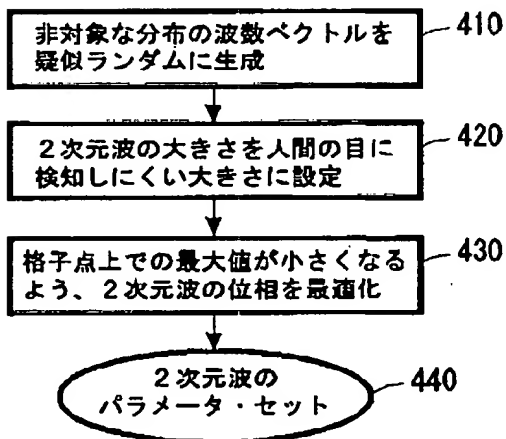 非対象な分布の波数ベクトルを
疑似ランダムに生成
410
2次元波の大きさを人間の目に
検知しにくい大きさに設定
420
格子点上での最大値が小さくなる
よう、2次元波の位相を最適化
430
2次元波の
パラメータ・セット
440